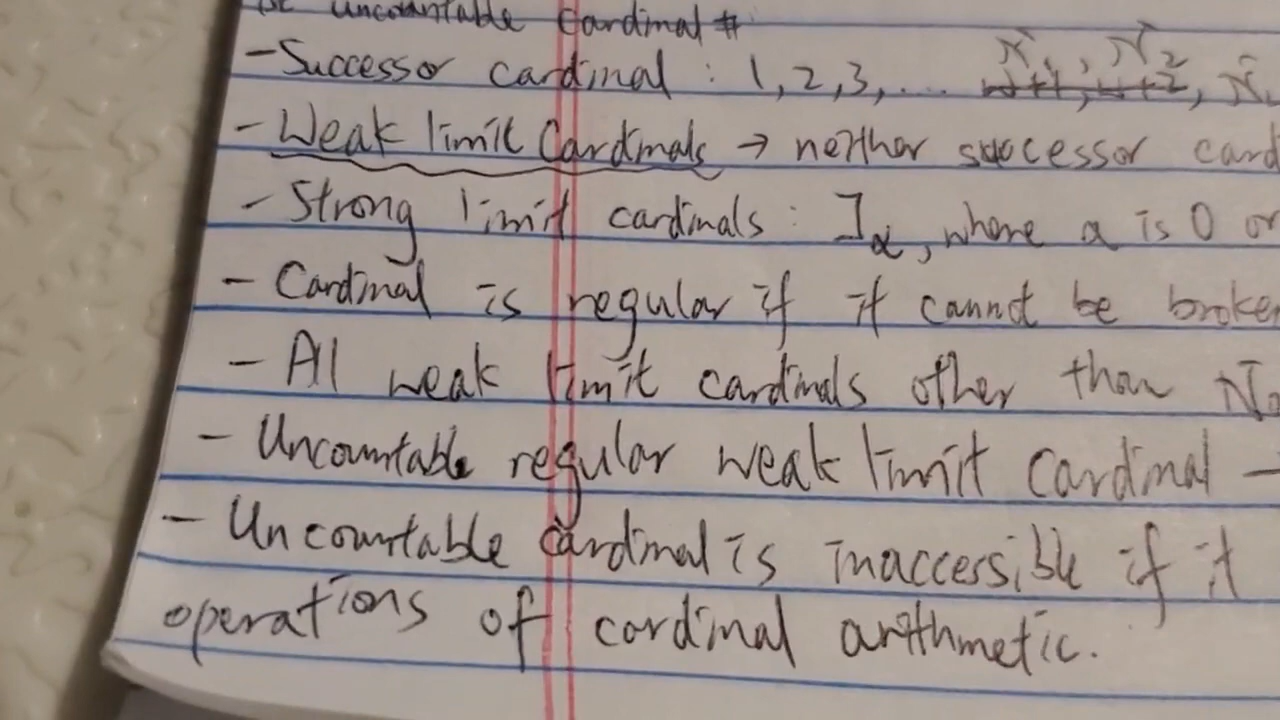 uncountable Cardinal #
- Successor cardinal : 1, 2, 3, ... ℵ₁, ℵ₂,
- Weak limit Cardinals → neither successor card
- Strong limit cardinals : ℶα, where α is 0 or
- Cardinal is regular if it cannot be broken
- All weak limit cardinals other than ℵ₀
- Uncountable regular weak limit cardinal -
- Uncountable cardinal is inaccessible if it
operations of cardinal arithmetic.